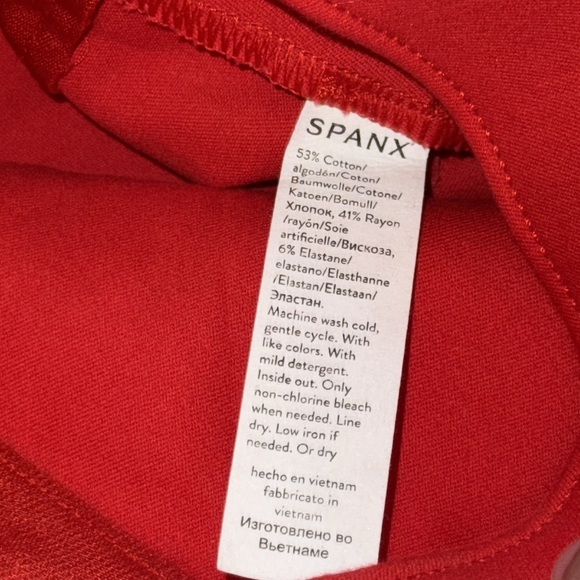 SPANX
53% Cotton/
algodón/Coton/
Baumwolle/Cotone/
Katoen/Bomull/
Хлопок, 41% Rayon
/rayón/Soie
artificielle/Вискоза,
6% Elastane/
elastano/Elasthanne
/Elastan/Elastaan/
Эластан.
Machine wash cold,
gentle cycle. With
like colors. With
mild detergent.
Inside out. Only
non-chlorine bleach
when needed. Line
dry. Low iron if
needed. Or dry
hecho en vietnam
fabbricato in
vietnam
Изготовлено во
Вьетнаме